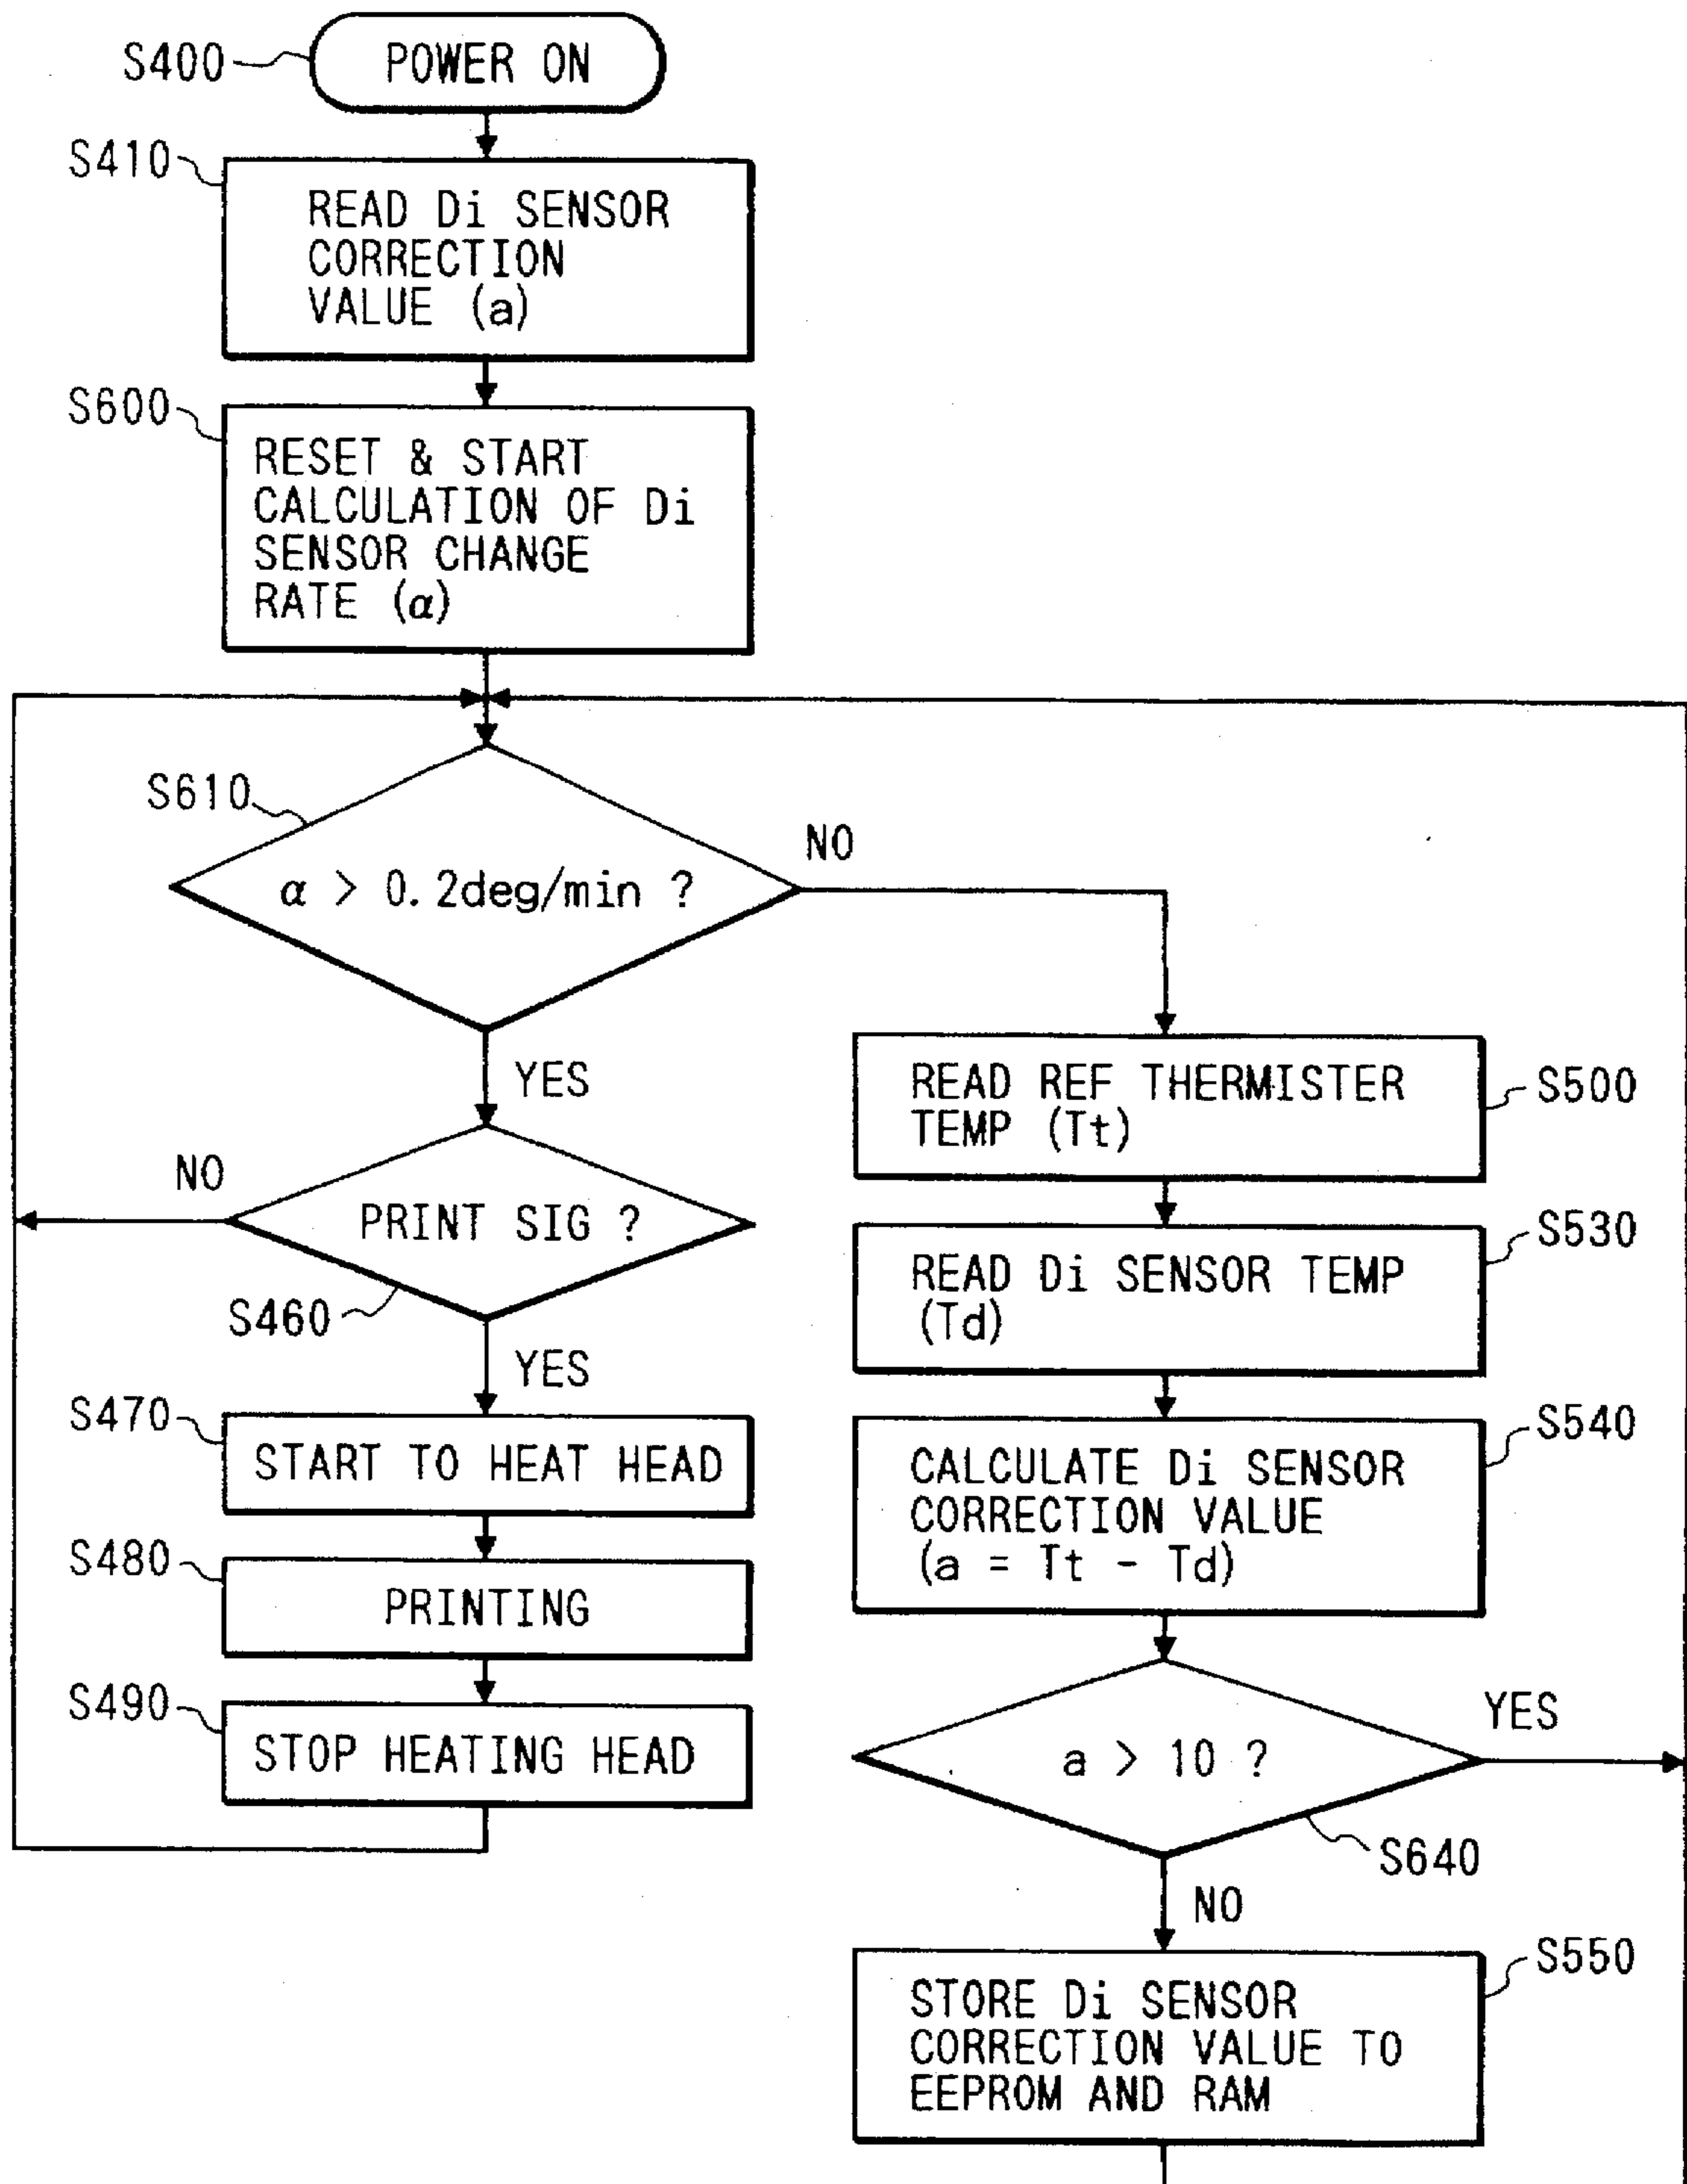 S400
POWER ON
S410
READ Di SENSOR
CORRECTION
VALUE (a)
S600
RESET & START
CALCULATION OF Di
SENSOR CHANGE
RATE (α)
S610
α > 0.2deg/min ?
NO
YES
PRINT SIG ?
NO
S460
YES
S470
START TO HEAT HEAD
S480
PRINTING
S490
STOP HEATING HEAD
READ REF THERMISTER
TEMP (Tt)
S500
READ Di SENSOR TEMP
(Td)
S530
CALCULATE Di SENSOR
CORRECTION VALUE
(a = Tt - Td)
S540
a > 10 ?
YES
S640
NO
STORE Di SENSOR
CORRECTION VALUE TO
EEPROM AND RAM
S550